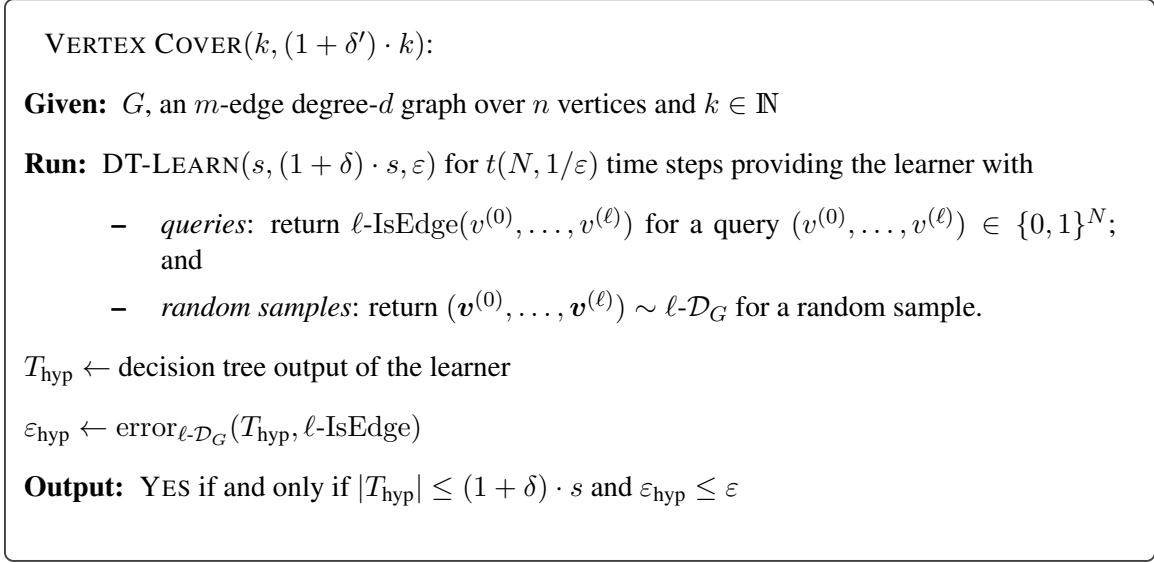 VERTEX COVER(k, (1 + δ′) · k):
Given: G, an m-edge degree-d graph over n vertices and k ∈ ℕ
Run: DT-LEARN(s, (1 + δ) · s, ε) for t(N, 1/ε) time steps providing the learner with
– queries: return ℓ-IsEdge(v⁽⁰⁾, . . . , v⁽ℓ⁾) for a query (v⁽⁰⁾, . . . , v⁽ℓ⁾) ∈ {0, 1}ᴺ;
and
– random samples: return (𝒗⁽⁰⁾, . . . , 𝒗⁽ℓ⁾) ∼ ℓ-𝒟_G for a random sample.
T_hyp ← decision tree output of the learner
ε_hyp ← error_{ℓ-𝒟_G}(T_hyp, ℓ-IsEdge)
Output: YES if and only if |T_hyp| ≤ (1 + δ) · s and ε_hyp ≤ ε